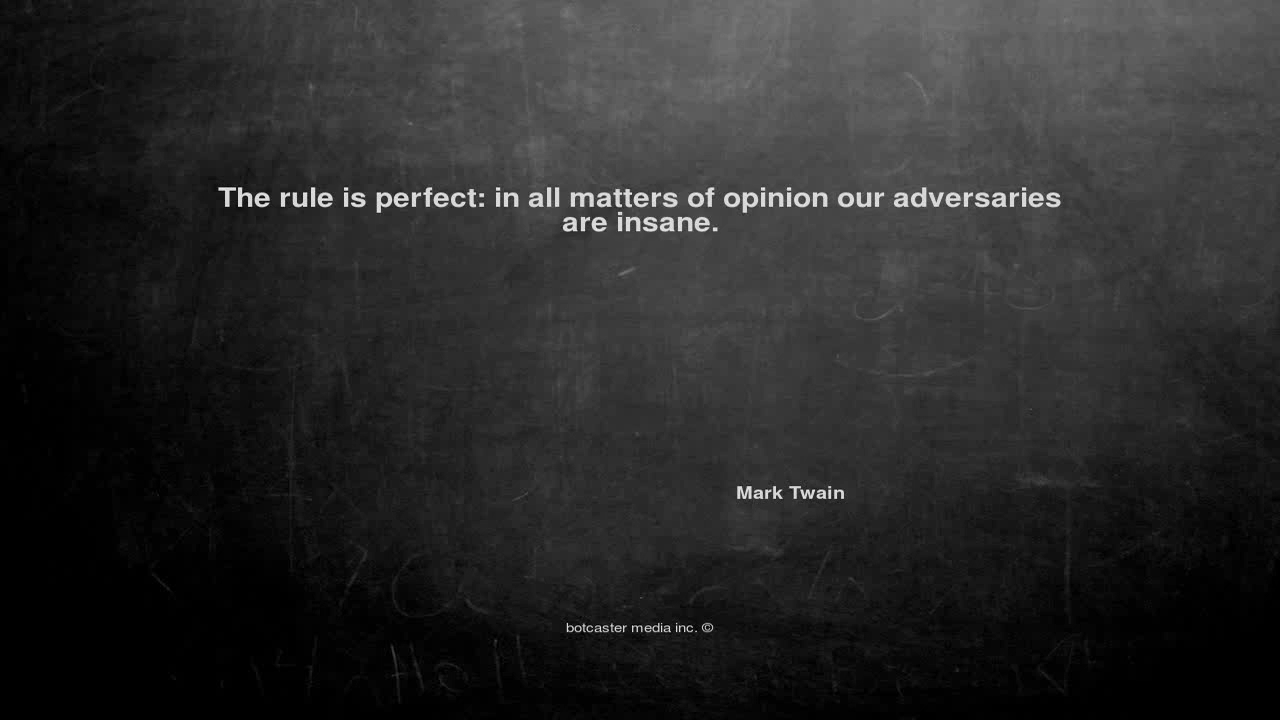 The rule is perfect: in all matters of opinion our adversaries
are insane.
Mark Twain
botcaster media inc. ©